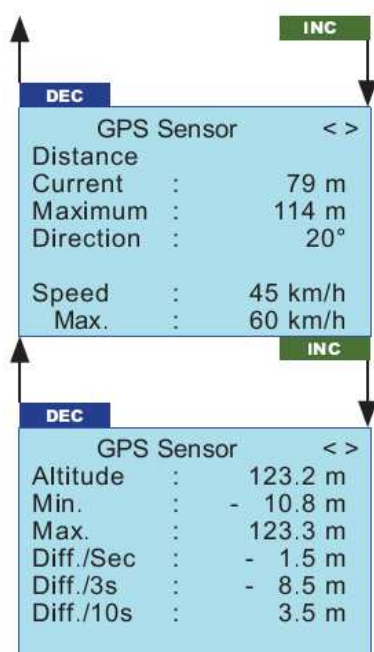 INC
DEC
GPS Sensor < >
Distance
Current : 79 m
Maximum : 114 m
Direction : 20°
Speed : 45 km/h
Max. : 60 km/h
INC
DEC
GPS Sensor < >
Altitude : 123.2 m
Min. : - 10.8 m
Max. : 123.3 m
Diff./Sec : - 1.5 m
Diff./3s : - 8.5 m
Diff./10s : 3.5 m